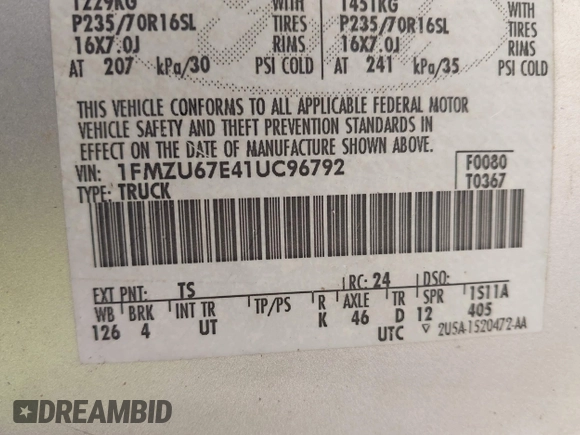 1229KG WITH 1451KG WITH
P235/70R16SL TIRES P235/70R16SL TIRES
16X7.0J RIMS 16X7.0J RIMS
AT 207 kPa/30 PSI COLD AT 241 kPa/35 PSI COLD
THIS VEHICLE CONFORMS TO ALL APPLICABLE FEDERAL MOTOR
VEHICLE SAFETY AND THEFT PREVENTION STANDARDS IN
EFFECT ON THE DATE OF MANUFACTURE SHOWN ABOVE.
VIN: 1FMZU67E41UC96792 F0080
TYPE: TRUCK T0367
EXT PNT: TS RC: 24 DSO:
WB BRK INT TR TP/PS R AXLE TR SPR 1S11A
126 4 UT K 46 D 12 405
UTC ▽ 2U5A-1520472-AA
DREAMBID